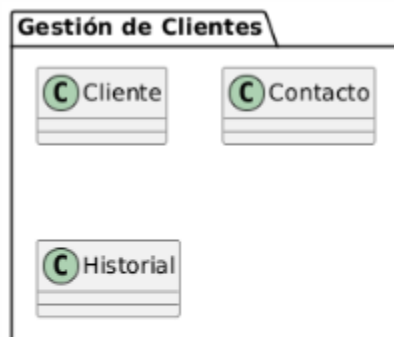 Gestión de Clientes
C Cliente
C Contacto
C Historial